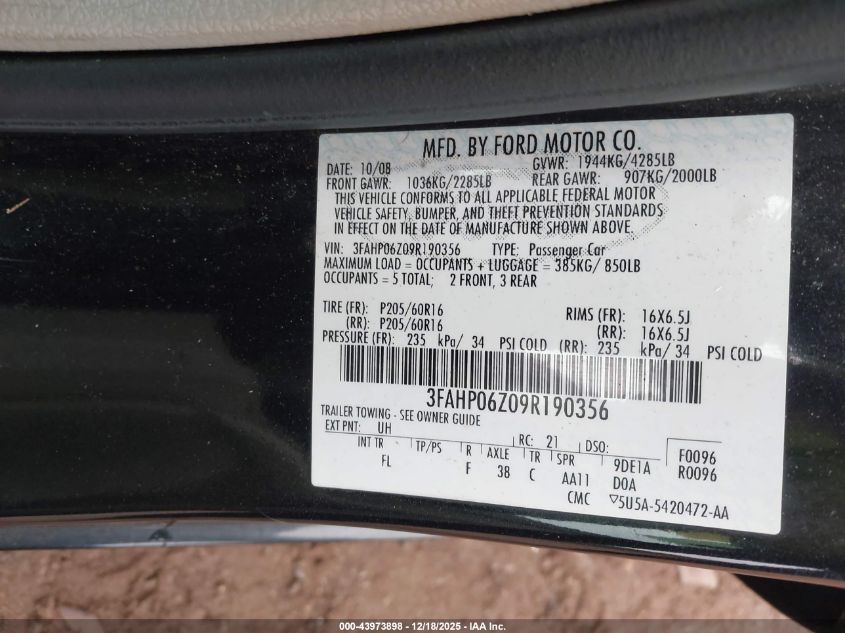 MFD. BY FORD MOTOR CO.
DATE: 10/08 GVWR: 1944KG/4285LB
FRONT GAWR: 1036KG/2285LB REAR GAWR: 907KG/2000LB
THIS VEHICLE CONFORMS TO ALL APPLICABLE FEDERAL MOTOR
VEHICLE SAFETY, BUMPER, AND THEFT PREVENTION STANDARDS
IN EFFECT ON THE DATE OF MANUFACTURE SHOWN ABOVE.
VIN: 3FAHP06Z09R190356 TYPE: Passenger Car
MAXIMUM LOAD = OCCUPANTS + LUGGAGE = 385KG/ 850LB
OCCUPANTS = 5 TOTAL; 2 FRONT, 3 REAR
TIRE (FR): P205/60R16 RIMS (FR): 16X6.5J
(RR): P205/60R16 (RR): 16X6.5J
PRESSURE (FR): 235 kPa/ 34 PSI COLD (RR): 235 kPa/ 34 PSI COLD
3FAHP06Z09R190356
TRAILER TOWING - SEE OWNER GUIDE
EXT PNT: UH RC: 21 DSO: F0096
INT TR TP/PS R AXLE TR SPR 9DE1A R0096
FL F 38 C AA11 DOA
CMC ▽5U5A-5420472-AA
000-43973898 - 12/18/2025 - IAA Inc.